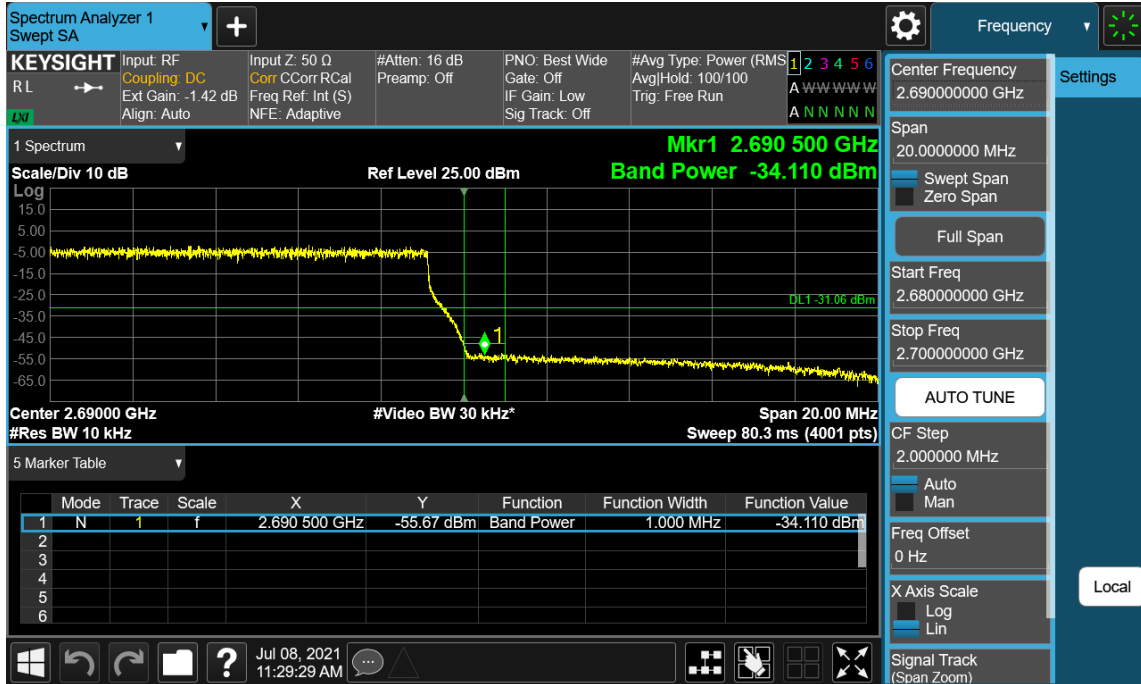 Spectrum Analyzer 1
Swept SA
+
Frequency
KEYSIGHT
R L
LXI
Input: RF
Coupling: DC
Ext Gain: -1.42 dB
Align: Auto
Input Z: 50 Ω
Corr CCorr RCal
Freq Ref: Int (S)
NFE: Adaptive
#Atten: 16 dB
Preamp: Off
PNO: Best Wide
Gate: Off
IF Gain: Low
Sig Track: Off
#Avg Type: Power (RMS
Avg|Hold: 100/100
Trig: Free Run
1 2 3 4 5 6
A W W W W W
A N N N N N
1 Spectrum
Mkr1 2.690 500 GHz
Scale/Div 10 dB
Ref Level 25.00 dBm
Band Power -34.110 dBm
Log
15.0
5.00
-5.00
-15.0
-25.0
-35.0
-45.0
-55.0
-65.0
DL1 -31.06 dBm
1
Center 2.69000 GHz
#Video BW 30 kHz*
Span 20.00 MHz
#Res BW 10 kHz
Sweep 80.3 ms (4001 pts)
5 Marker Table
Mode Trace Scale X Y Function Function Width Function Value
1 N 1 f 2.690 500 GHz -55.67 dBm Band Power 1.000 MHz -34.110 dBm
2
3
4
5
6
?
Jul 08, 2021
11:29:29 AM
Center Frequency
2.690000000 GHz
Span
20.0000000 MHz
Swept Span
Zero Span
Full Span
Start Freq
2.680000000 GHz
Stop Freq
2.700000000 GHz
AUTO TUNE
CF Step
2.000000 MHz
Auto
Man
Freq Offset
0 Hz
X Axis Scale
Log
Lin
Signal Track
(Span Zoom)
Settings
Local